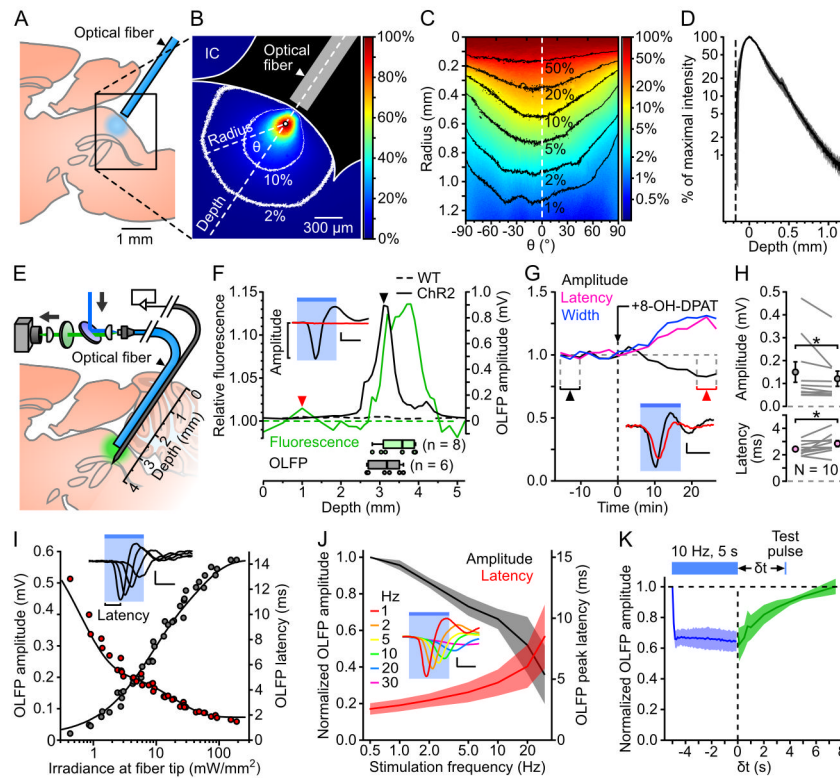 A
Optical fiber
1 mm
B
IC
Optical fiber
Radius
θ
10%
2%
Depth
300 µm
100%
80%
60%
40%
20%
0%
C
Radius (mm)
0
0.2
0.4
0.6
0.8
1.0
1.2
50%
20%
10%
5%
2%
1%
-90 -60 -30 0 30 60 90
θ (°)
100%
50%
20%
10%
5%
2%
1%
0.5%
D
% of maximal intensity
100
50
20
10
5
2
1
0 0.5 1.0
Depth (mm)
E
Optical fiber
0
1
2
3
4
Depth (mm)
F
Relative fluorescence
1.15
1.10
1.05
1.00
WT
ChR2
Amplitude
Fluorescence
(n = 8)
OLFP
(n = 6)
0 1 2 3 4 5
Depth (mm)
1.0
0.8
0.6
0.4
0.2
0
OLFP amplitude (mV)
G
Amplitude
Latency
Width
+8-OH-DPAT
1.5
1.0
0.5
0
-10 0 10 20
Time (min)
H
Amplitude (mV)
0.5
0.4
0.3
0.2
0.1
0.0
*
Latency (ms)
6
4
2
0
*
N = 10
I
OLFP amplitude (mV)
0.6
0.5
0.4
0.3
0.2
0.1
0.0
Latency
1 10 100
Irradiance at fiber tip (mW/mm²)
14
12
10
8
6
4
2
0
OLFP latency (ms)
J
Normalized OLFP amplitude
1.0
0.8
0.6
0.4
0.2
0.0
Amplitude
Latency
Hz
1
2
5
10
20
30
0.5 1.0 2.0 5.0 10 20
Stimulation frequency (Hz)
15
10
5
0
OLFP peak latency (ms)
K
10 Hz, 5 s
δt
Test pulse
Normalized OLFP amplitude
1.0
0.8
0.6
0.4
0.2
0.0
-6 -4 -2 0 2 4 6 8
δt (s)